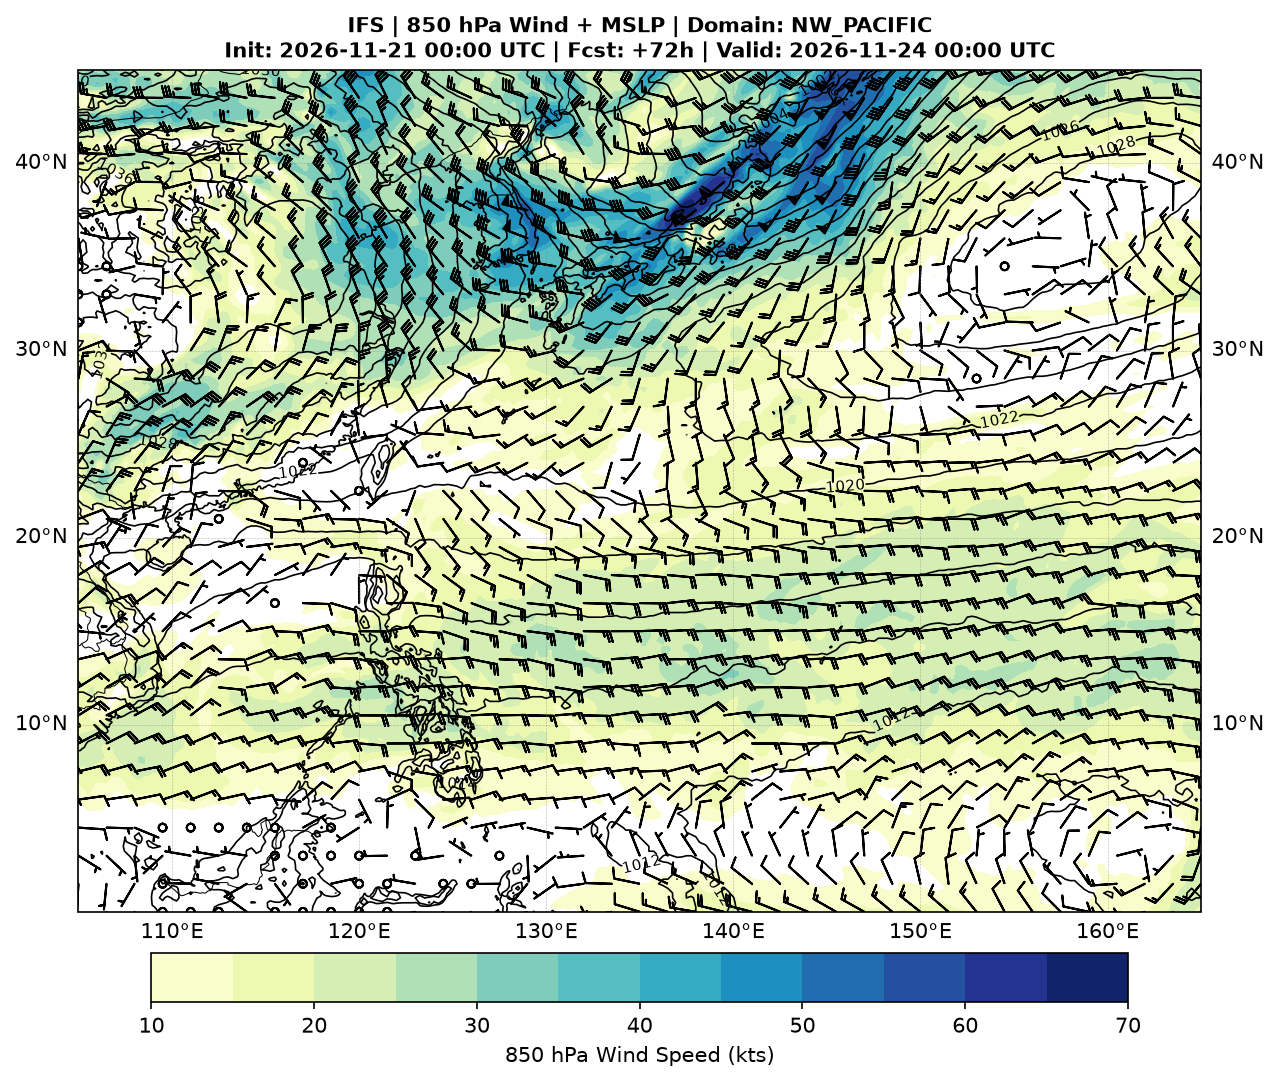 IFS | 850 hPa Wind + MSLP | Domain: NW_PACIFIC
Init: 2026-11-21 00:00 UTC | Fcst: +72h | Valid: 2026-11-24 00:00 UTC
40°N
40°N
1026
1028
30°N
30°N
1028
1022
1022
1020
20°N
20°N
10°N
10°N
1012
1012
1012
110°E
120°E
130°E
140°E
150°E
160°E
10
20
30
40
50
60
70
850 hPa Wind Speed (kts)